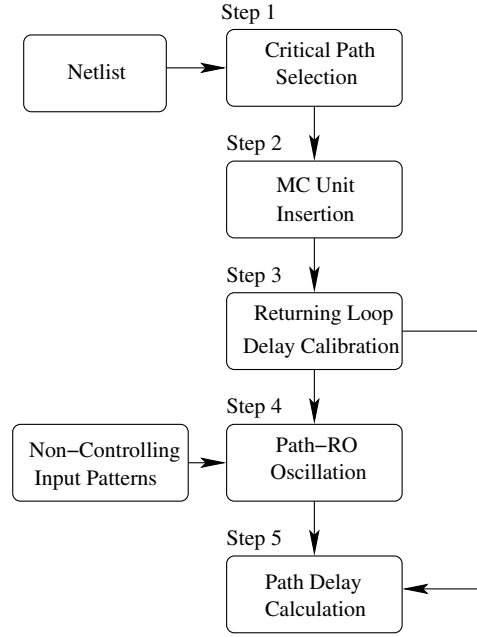 Step 1
Netlist
Critical Path
Selection
Step 2
MC Unit
Insertion
Step 3
Returning Loop
Delay Calibration
Step 4
Non−Controlling
Input Patterns
Path−RO
Oscillation
Step 5
Path Delay
Calculation